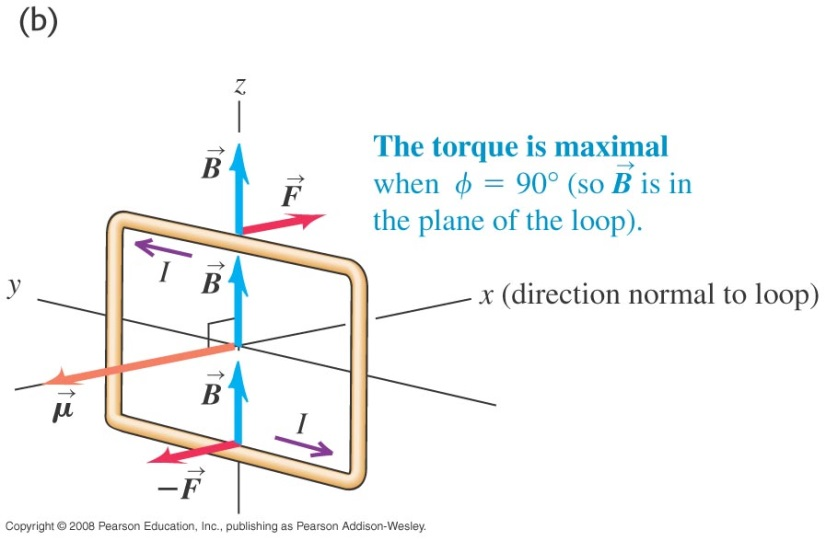 (b)
z
The torque is maximal
when ϕ = 90° (so B⃗ is in
the plane of the loop).
B⃗
F⃗
I
B⃗
y
x (direction normal to loop)
B⃗
μ⃗
I
−F⃗
Copyright © 2008 Pearson Education, Inc., publishing as Pearson Addison-Wesley.